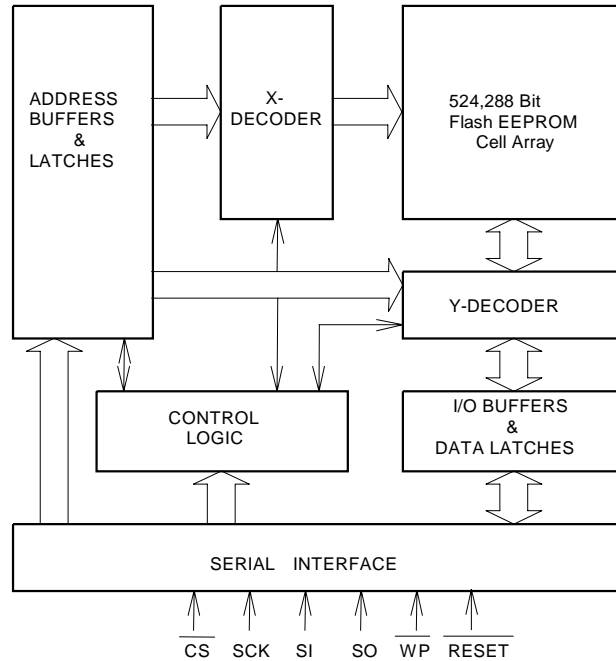 ADDRESS
BUFFERS
&
LATCHES
X-
DECODER
524,288 Bit
Flash EEPROM
Cell Array
Y-DECODER
CONTROL
LOGIC
I/O BUFFERS
&
DATA LATCHES
SERIAL INTERFACE
CS SCK SI SO WP RESET